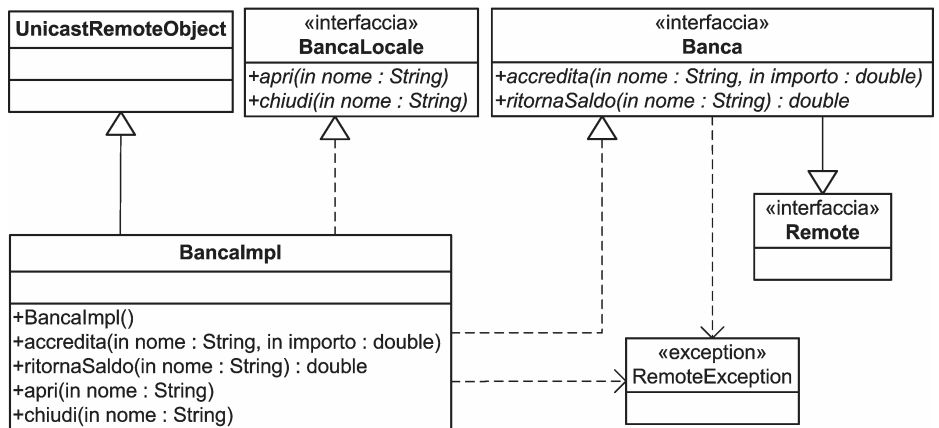 UnicastRemoteObject
«interfaccia»
BancaLocale
+apri(in nome : String)
+chiudi(in nome : String)
«interfaccia»
Banca
+accredita(in nome : String, in importo : double)
+ritornaSaldo(in nome : String) : double
«interfaccia»
Remote
BancaImpl
+BancaImpl()
+accredita(in nome : String, in importo : double)
+ritornaSaldo(in nome : String) : double
+apri(in nome : String)
+chiudi(in nome : String)
«exception»
RemoteException